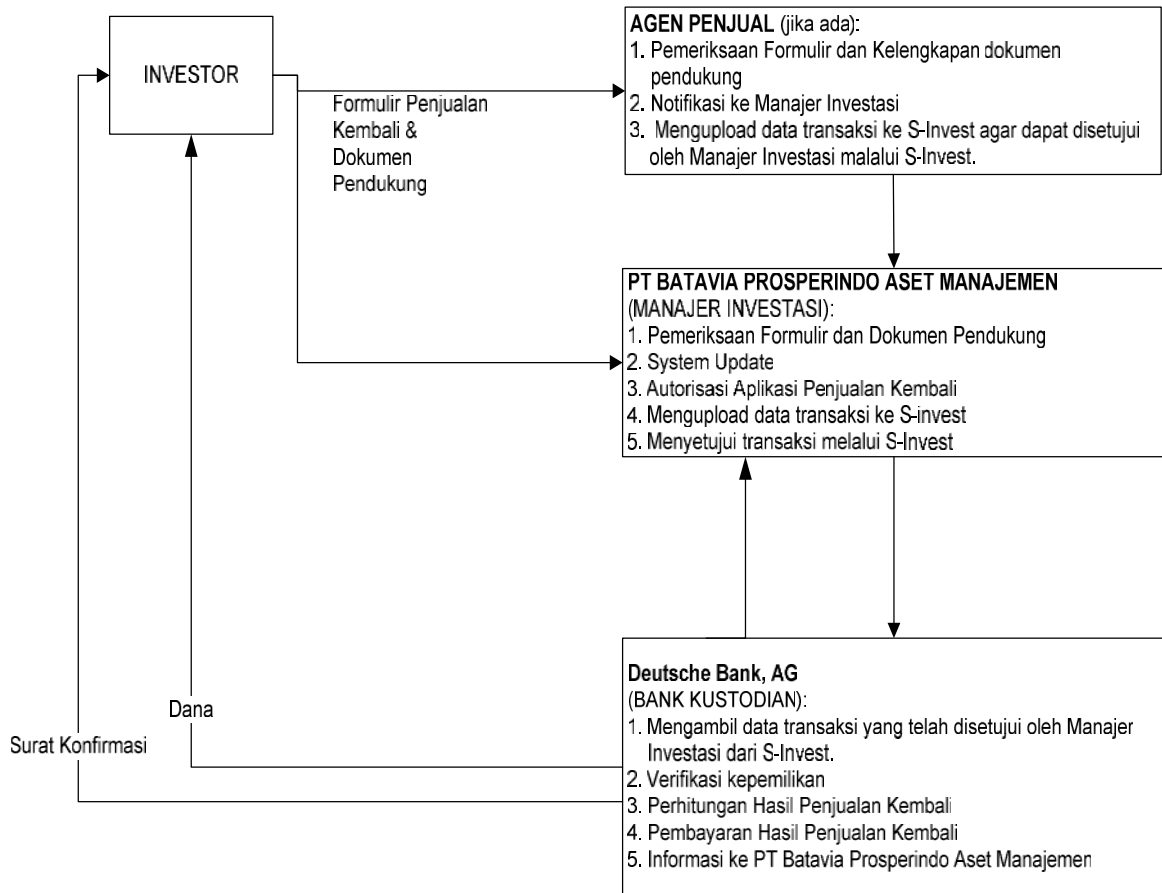 INVESTOR
Formulir Penjualan
Kembali &
Dokumen
Pendukung
AGEN PENJUAL (jika ada):
1. Pemeriksaan Formulir dan Kelengkapan dokumen
pendukung
2. Notifikasi ke Manajer Investasi
3. Mengupload data transaksi ke S-Invest agar dapat disetujui
oleh Manajer Investasi malalui S-Invest.
PT BATAVIA PROSPERINDO ASET MANAJEMEN
(MANAJER INVESTASI):
1. Pemeriksaan Formulir dan Dokumen Pendukung
2. System Update
3. Autorisasi Aplikasi Penjualan Kembali
4. Mengupload data transaksi ke S-invest
5. Menyetujui transaksi melalui S-Invest
Deutsche Bank, AG
(BANK KUSTODIAN):
1. Mengambil data transaksi yang telah disetujui oleh Manajer
Investasi dari S-Invest.
2. Verifikasi kepemilikan
3. Perhitungan Hasil Penjualan Kembali
4. Pembayaran Hasil Penjualan Kembali
5. Informasi ke PT Batavia Prosperindo Aset Manajemen
Dana
Surat Konfirmasi